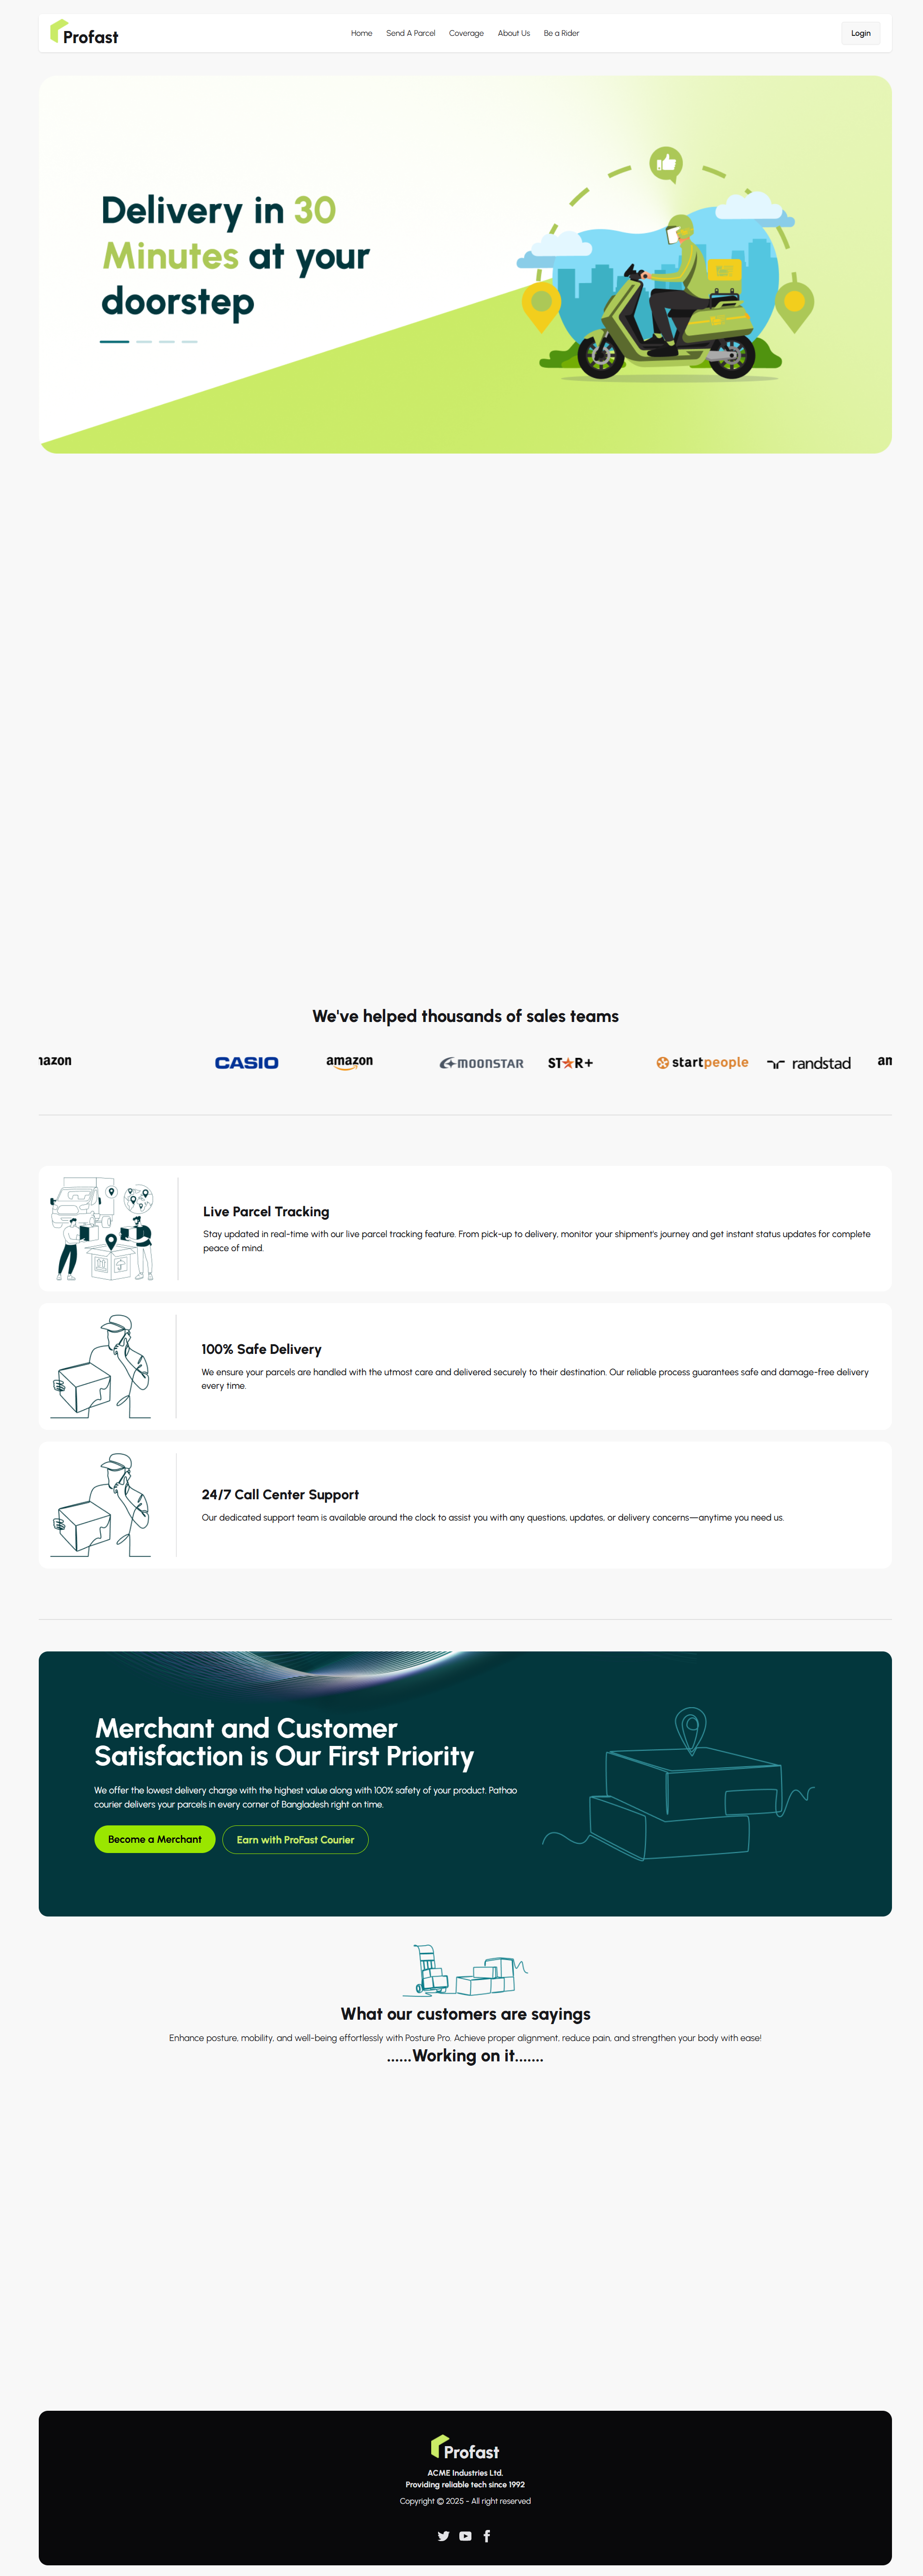 Profast
Home Send A Parcel Coverage About Us Be a Rider
Login
Delivery in 30
Minutes at your
doorstep
We've helped thousands of sales teams
nazon CASIO amazon MOONSTAR ST★R+ startpeople randstad am
Live Parcel Tracking
Stay updated in real-time with our live parcel tracking feature. From pick-up to delivery, monitor your shipment's journey and get instant status updates for complete
peace of mind.
100% Safe Delivery
We ensure your parcels are handled with the utmost care and delivered securely to their destination. Our reliable process guarantees safe and damage-free delivery
every time.
24/7 Call Center Support
Our dedicated support team is available around the clock to assist you with any questions, updates, or delivery concerns—anytime you need us.
Merchant and Customer
Satisfaction is Our First Priority
We offer the lowest delivery charge with the highest value along with 100% safety of your product. Pathao
courier delivers your parcels in every corner of Bangladesh right on time.
Become a Merchant
Earn with ProFast Courier
What our customers are sayings
Enhance posture, mobility, and well-being effortlessly with Posture Pro. Achieve proper alignment, reduce pain, and strengthen your body with ease!
......Working on it.......
Profast
ACME Industries Ltd.
Providing reliable tech since 1992
Copyright © 2025 - All right reserved